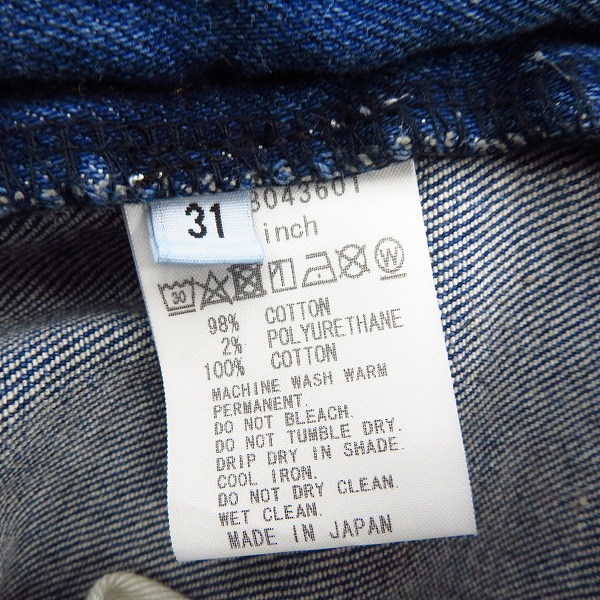 31
3043601
inch
30
W
98% COTTON
2% POLYURETHANE
100% COTTON
MACHINE WASH WARM
PERMANENT.
DO NOT BLEACH.
DO NOT TUMBLE DRY.
DRIP DRY IN SHADE.
COOL IRON.
DO NOT DRY CLEAN.
WET CLEAN.
MADE IN JAPAN